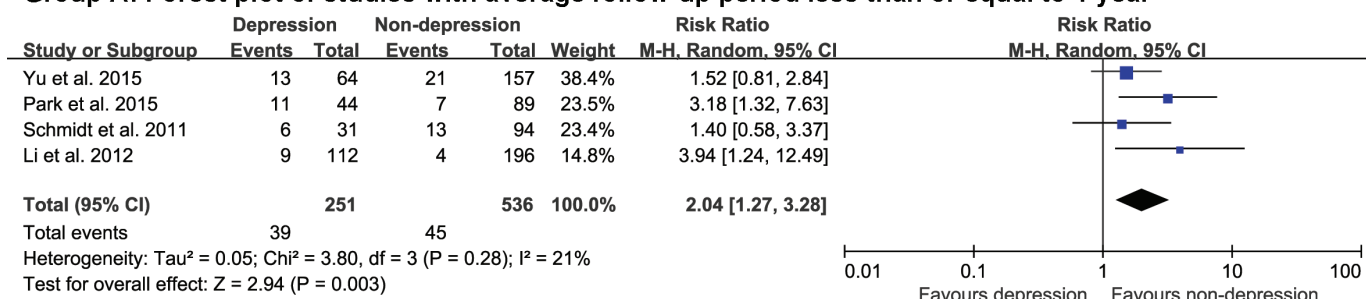 Depression Non-depression Risk Ratio Risk Ratio
Study or Subgroup Events Total Events Total Weight M-H, Random, 95% CI M-H, Random, 95% CI
Yu et al. 2015 13 64 21 157 38.4% 1.52 [0.81, 2.84]
Park et al. 2015 11 44 7 89 23.5% 3.18 [1.32, 7.63]
Schmidt et al. 2011 6 31 13 94 23.4% 1.40 [0.58, 3.37]
Li et al. 2012 9 112 4 196 14.8% 3.94 [1.24, 12.49]
Total (95% CI) 251 536 100.0% 2.04 [1.27, 3.28]
Total events 39 45
Heterogeneity: Tau² = 0.05; Chi² = 3.80, df = 3 (P = 0.28); I² = 21%
Test for overall effect: Z = 2.94 (P = 0.003)
0.01 0.1 1 10 100
Favours depression Favours non-depression